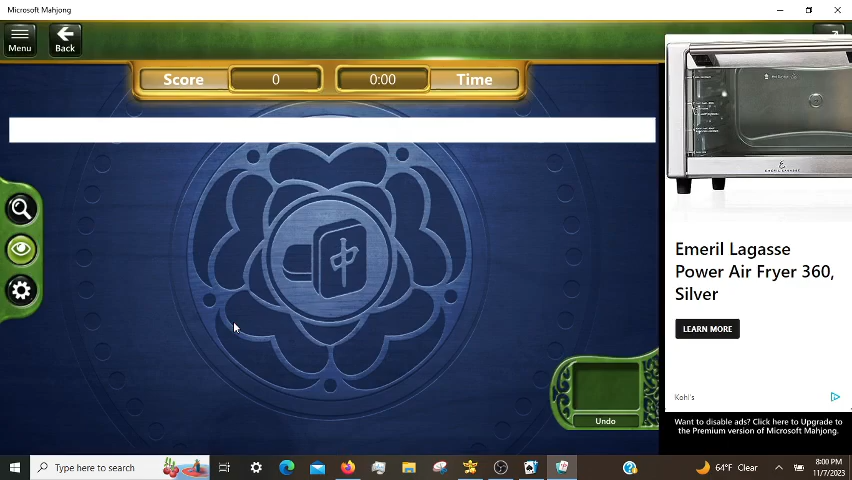 Microsoft Mahjong
Menu
Back
Score
0
0:00
Time
中
Undo
Emeril Lagasse
Power Air Fryer 360,
Silver
LEARN MORE
Kohl's
Want to disable ads? Click here to Upgrade to
the Premium version of Microsoft Mahjong.
Type here to search
64°F Clear
8:00 PM
11/7/2023